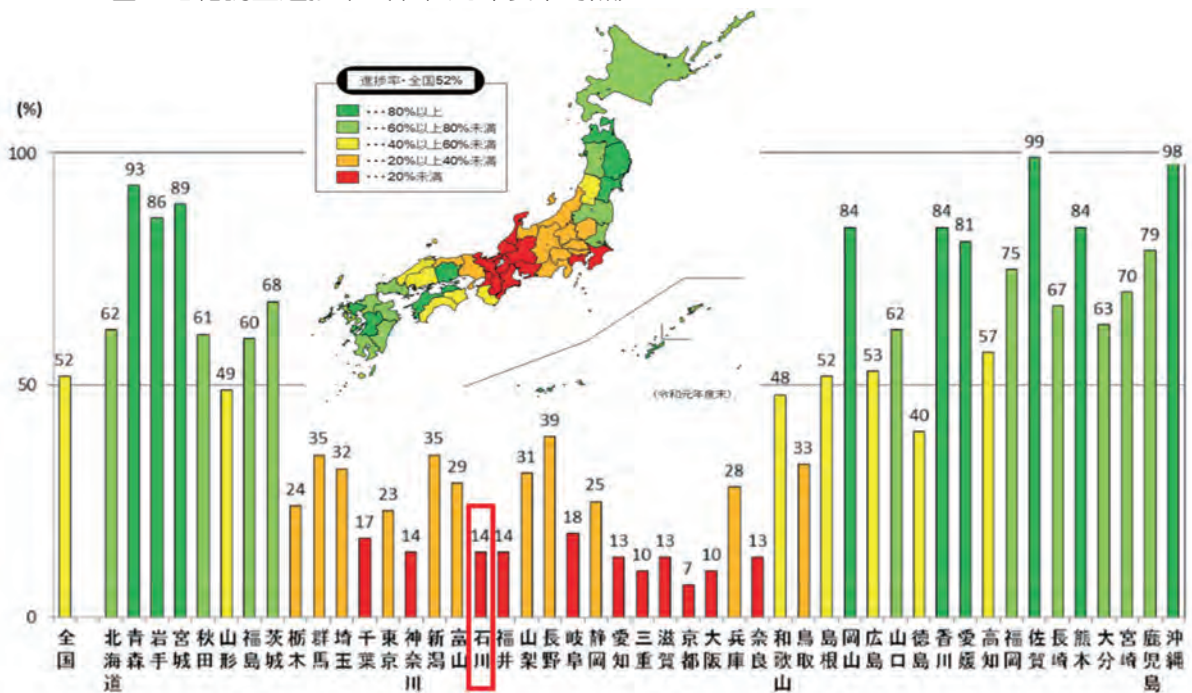 進捗率・全国52%
・・・80%以上
・・・60%以上80%未満
・・・40%以上60%未満
・・・20%以上40%未満
・・・20%未満
(%)
100
50
0
(令和元年度末)
52
62
93
86
89
61
49
60
68
24
35
32
17
23
14
35
29
14
14
31
39
18
25
13
10
13
7
10
28
13
48
33
52
84
53
62
40
84
81
57
75
99
67
84
63
70
79
98
全国
北海道
青森
岩手
宮城
秋田
山形
福島
茨城
栃木
群馬
埼玉
千葉
東京
神奈川
新潟
富山
石川
福井
山梨
長野
岐阜
静岡
愛知
三重
滋賀
京都
大阪
兵庫
奈良
和歌山
鳥取
島根
岡山
広島
山口
徳島
香川
愛媛
高知
福岡
佐賀
長崎
熊本
大分
宮崎
鹿児島
沖縄